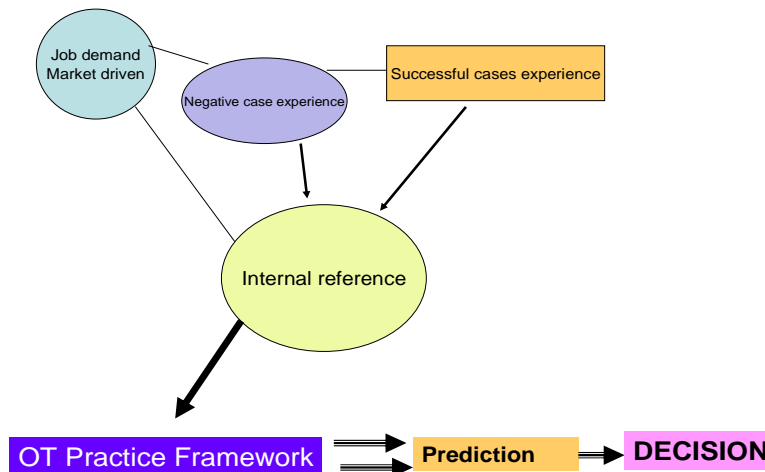 Job demand
Market driven
Negative case experience
Successful cases experience
Internal reference
OT Practice Framework
Prediction
DECISION